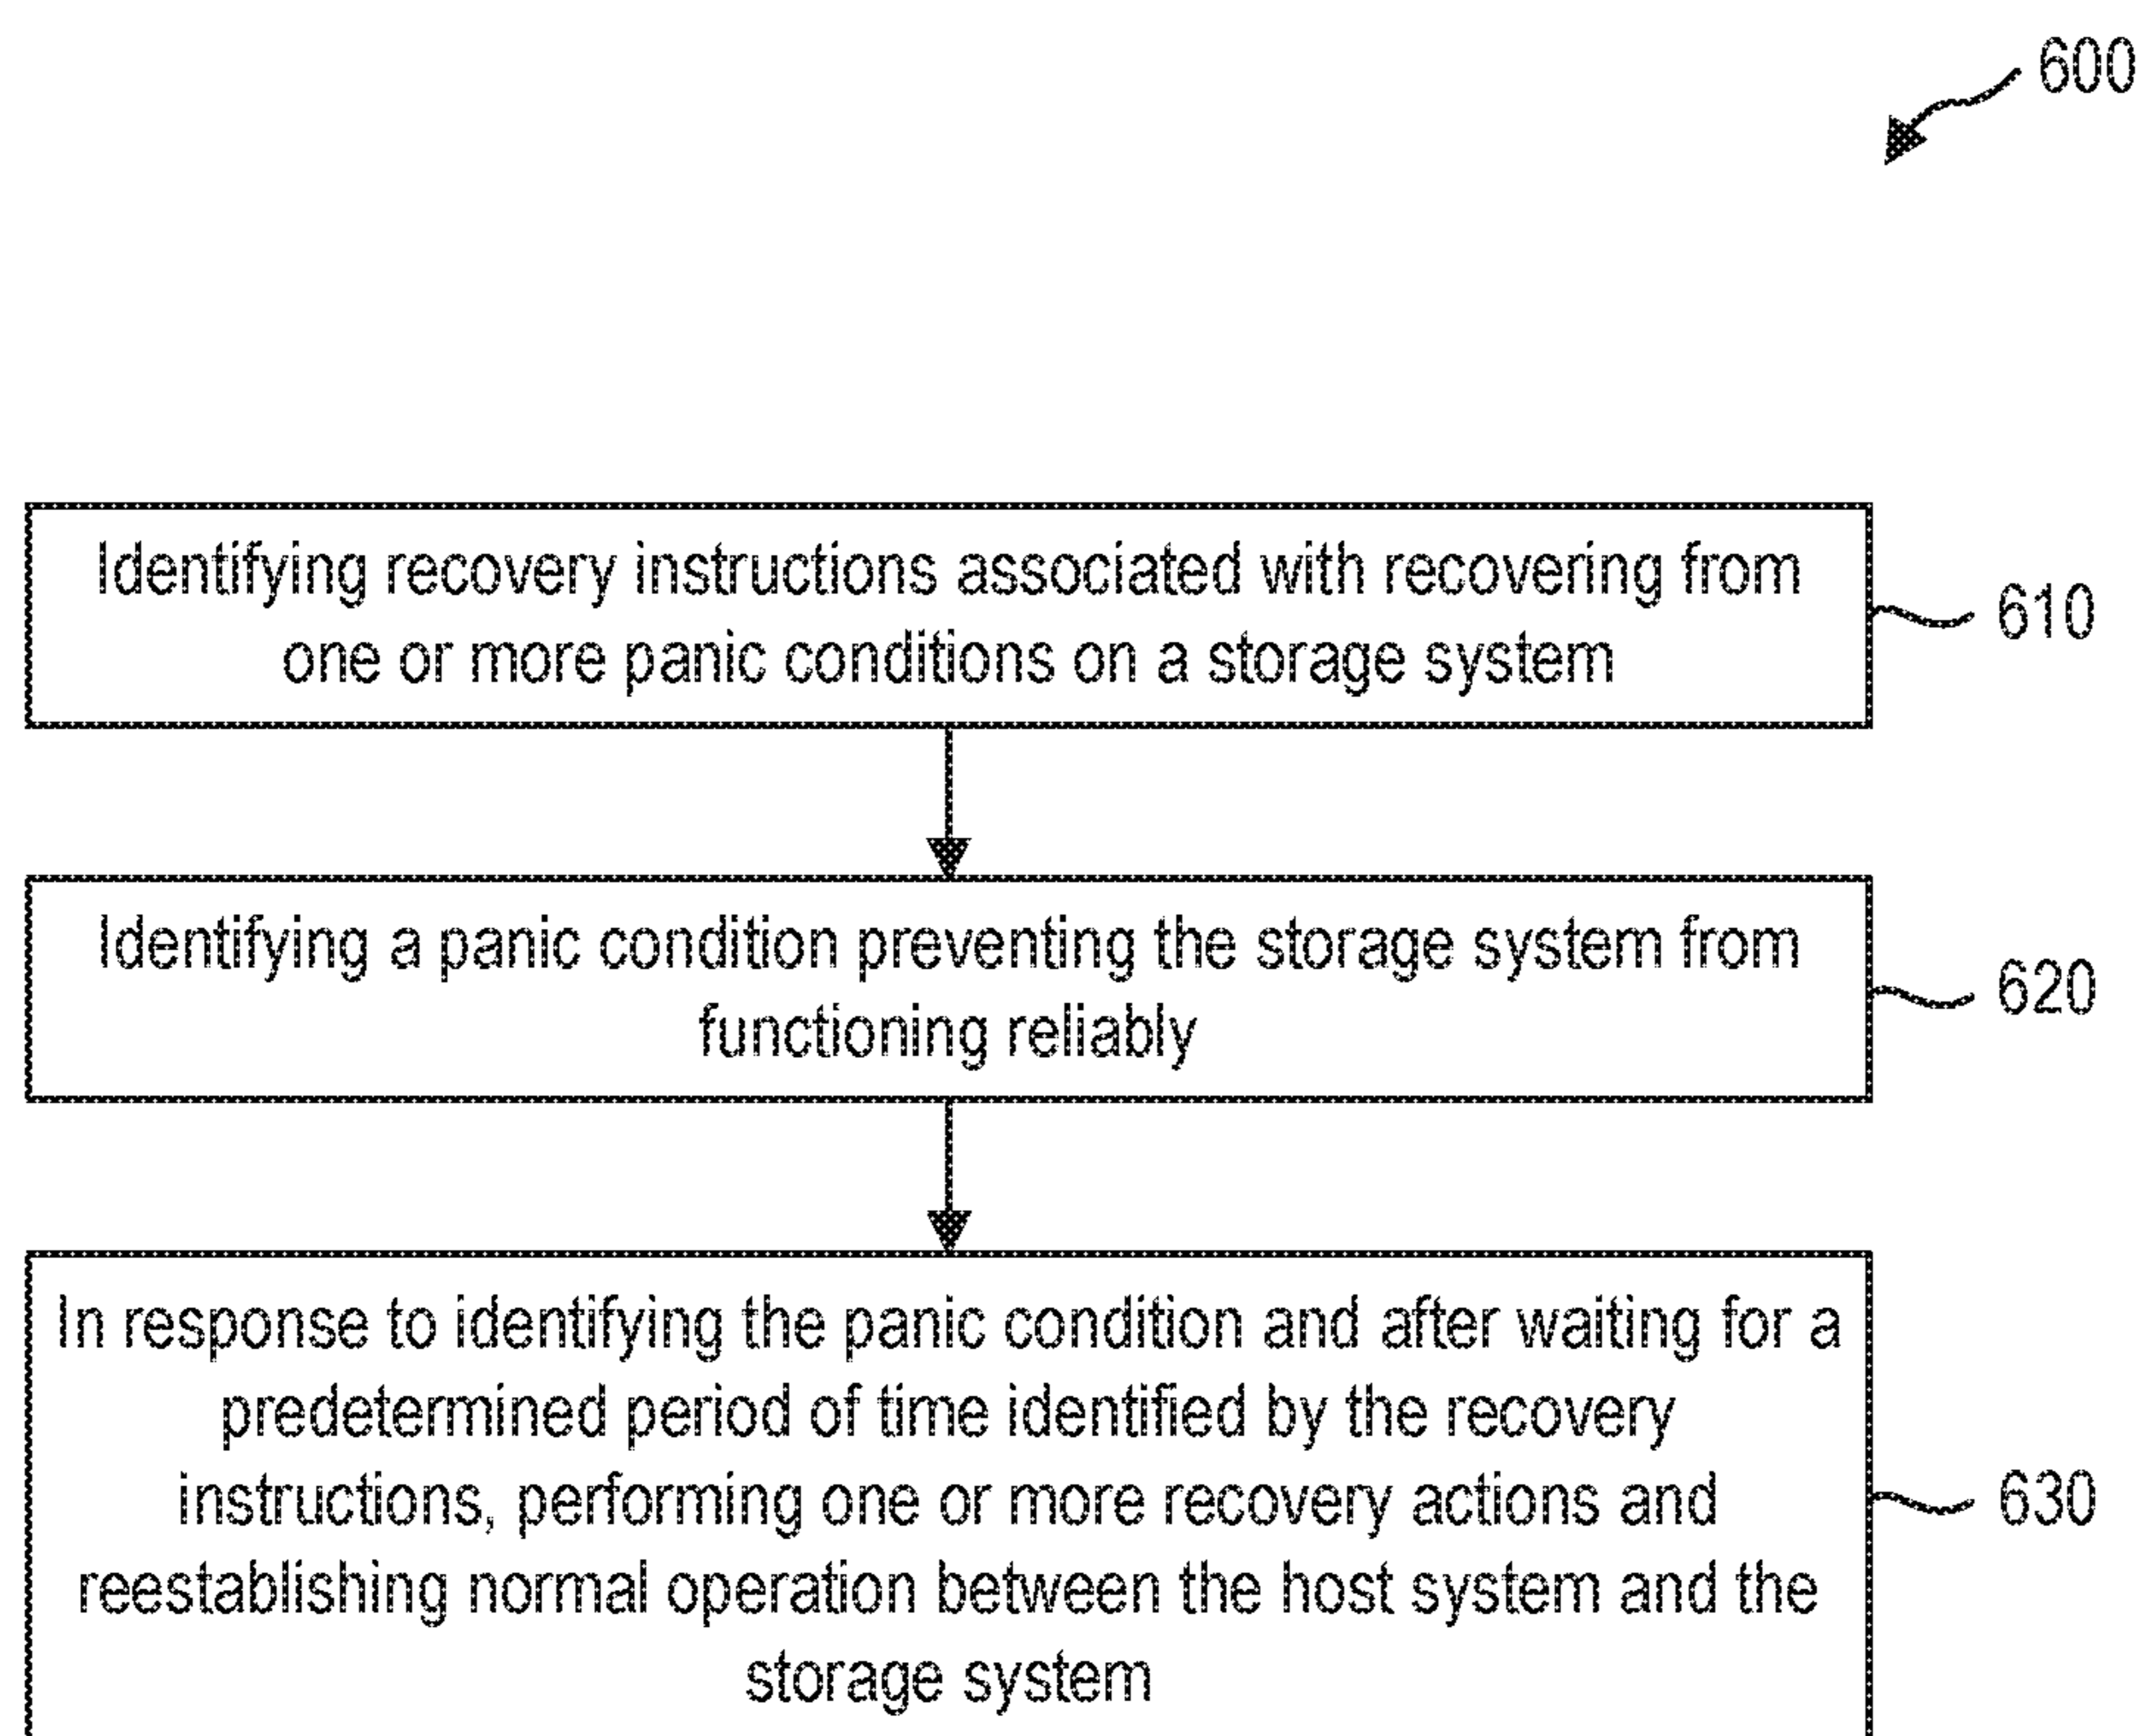 600
Identifying recovery instructions associated with recovering from
one or more panic conditions on a storage system
610
Identifying a panic condition preventing the storage system from
functioning reliably
620
In response to identifying the panic condition and after waiting for a
predetermined period of time identified by the recovery
instructions, performing one or more recovery actions and
reestablishing normal operation between the host system and the
storage system
630